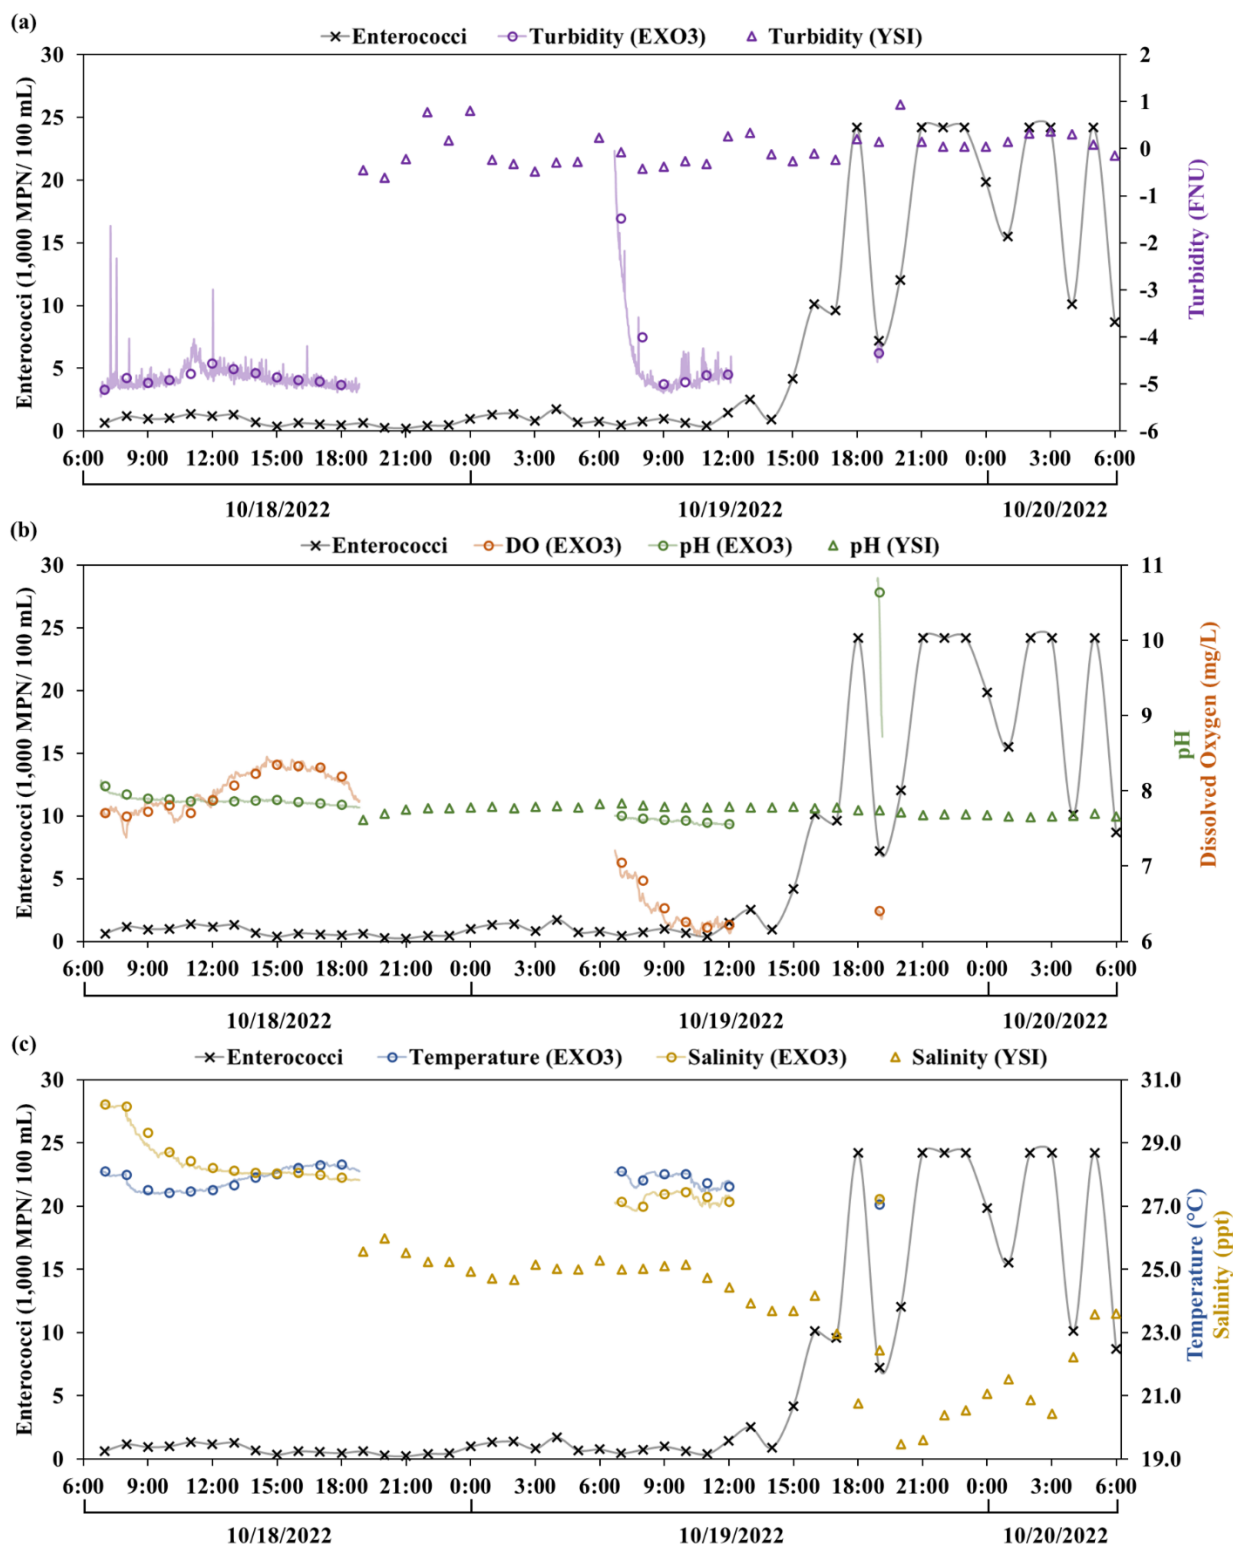 (a)
Enterococci Turbidity (EXO3) Turbidity (YSI)
Enterococci (1,000 MPN/ 100 mL)
30
25
20
15
10
5
0
2
1
0
-1
-2
-3
-4
-5
-6
Turbidity (FNU)
6:00 9:00 12:00 15:00 18:00 21:00 0:00 3:00 6:00 9:00 12:00 15:00 18:00 21:00 0:00 3:00 6:00
10/18/2022 10/19/2022 10/20/2022
(b)
Enterococci DO (EXO3) pH (EXO3) pH (YSI)
Enterococci (1,000 MPN/ 100 mL)
30
25
20
15
10
5
0
11
10
9
8
7
6
pH
Dissolved Oxygen (mg/L)
6:00 9:00 12:00 15:00 18:00 21:00 0:00 3:00 6:00 9:00 12:00 15:00 18:00 21:00 0:00 3:00 6:00
10/18/2022 10/19/2022 10/20/2022
(c)
Enterococci Temperature (EXO3) Salinity (EXO3) Salinity (YSI)
Enterococci (1,000 MPN/ 100 mL)
30
25
20
15
10
5
0
31.0
29.0
27.0
25.0
23.0
21.0
19.0
Temperature (°C)
Salinity (ppt)
6:00 9:00 12:00 15:00 18:00 21:00 0:00 3:00 6:00 9:00 12:00 15:00 18:00 21:00 0:00 3:00 6:00
10/18/2022 10/19/2022 10/20/2022